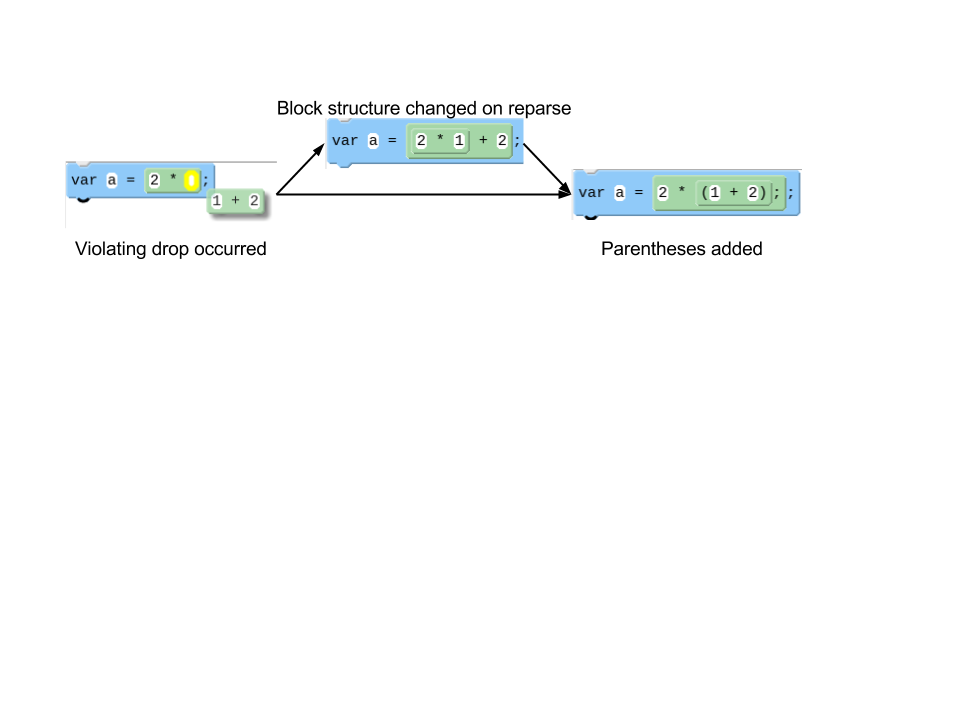 Block structure changed on reparse
var a = 2 * 1 + 2;
var a = 2 * ;
1 + 2
var a = 2 * (1 + 2); ;
Violating drop occurred
Parentheses added